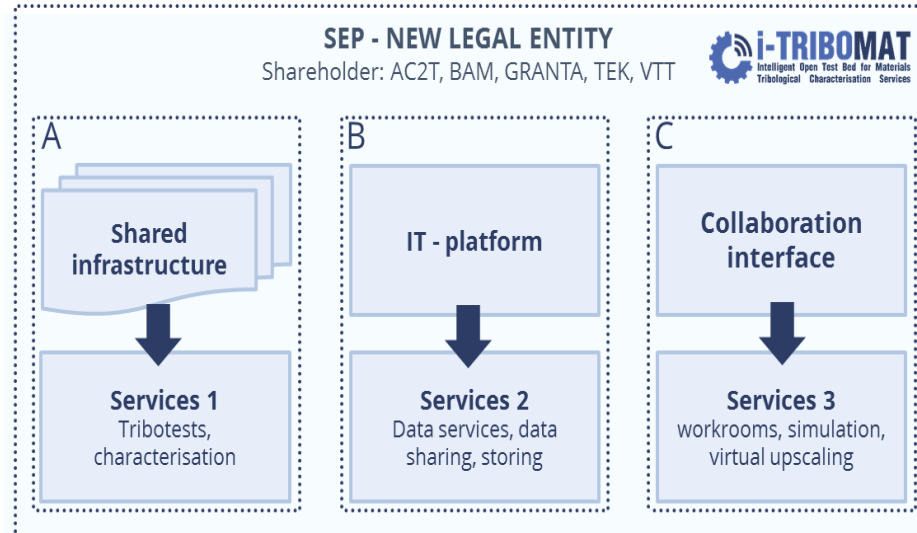 SEP - NEW LEGAL ENTITY
Shareholder: AC2T, BAM, GRANTA, TEK, VTT
i-TRIBOMAT
Intelligent Open Test Bed for Materials
Tribological Characterisation Services
A
Shared
infrastructure
Services 1
Tribotests,
characterisation
B
IT - platform
Services 2
Data services, data
sharing, storing
C
Collaboration
interface
Services 3
workrooms, simulation,
virtual upscaling